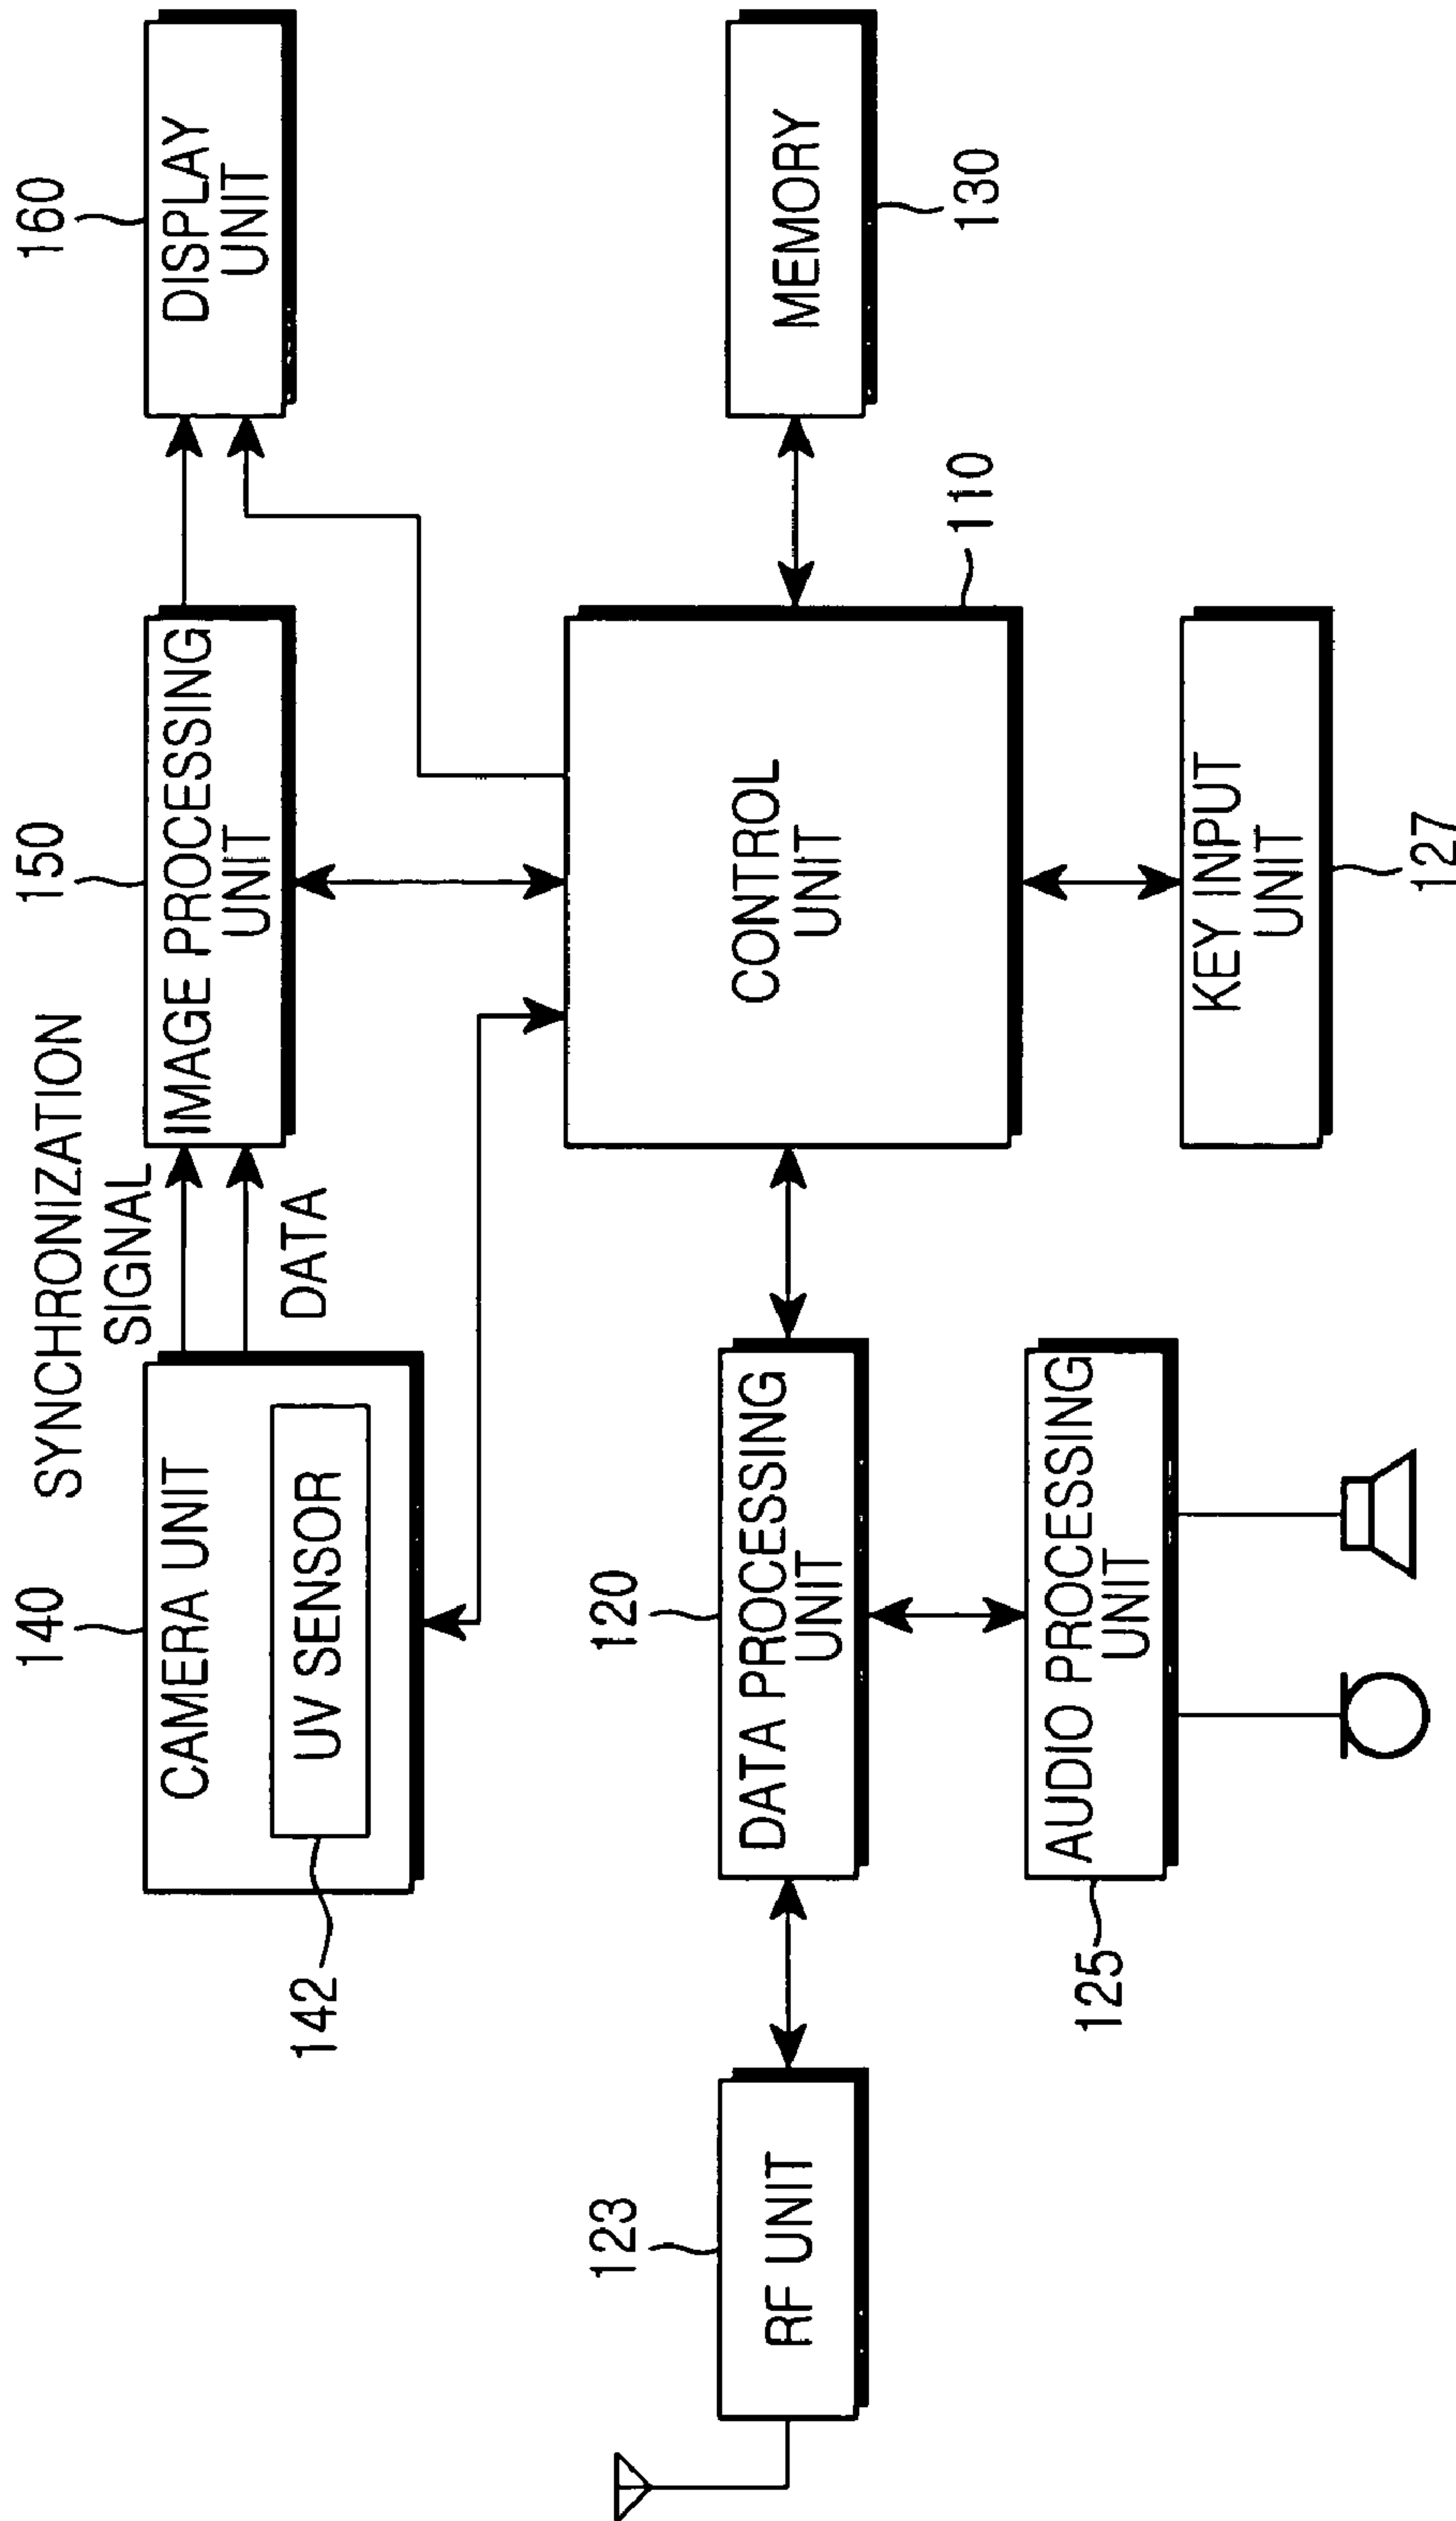 140
CAMERA UNIT
UV SENSOR
142
SYNCHRONIZATION
SIGNAL
DATA
150
IMAGE PROCESSING
UNIT
160
DISPLAY
UNIT
123
RF UNIT
120
DATA PROCESSING
UNIT
CONTROL
UNIT
110
MEMORY
130
125
AUDIO PROCESSING
UNIT
KEY INPUT
UNIT
127